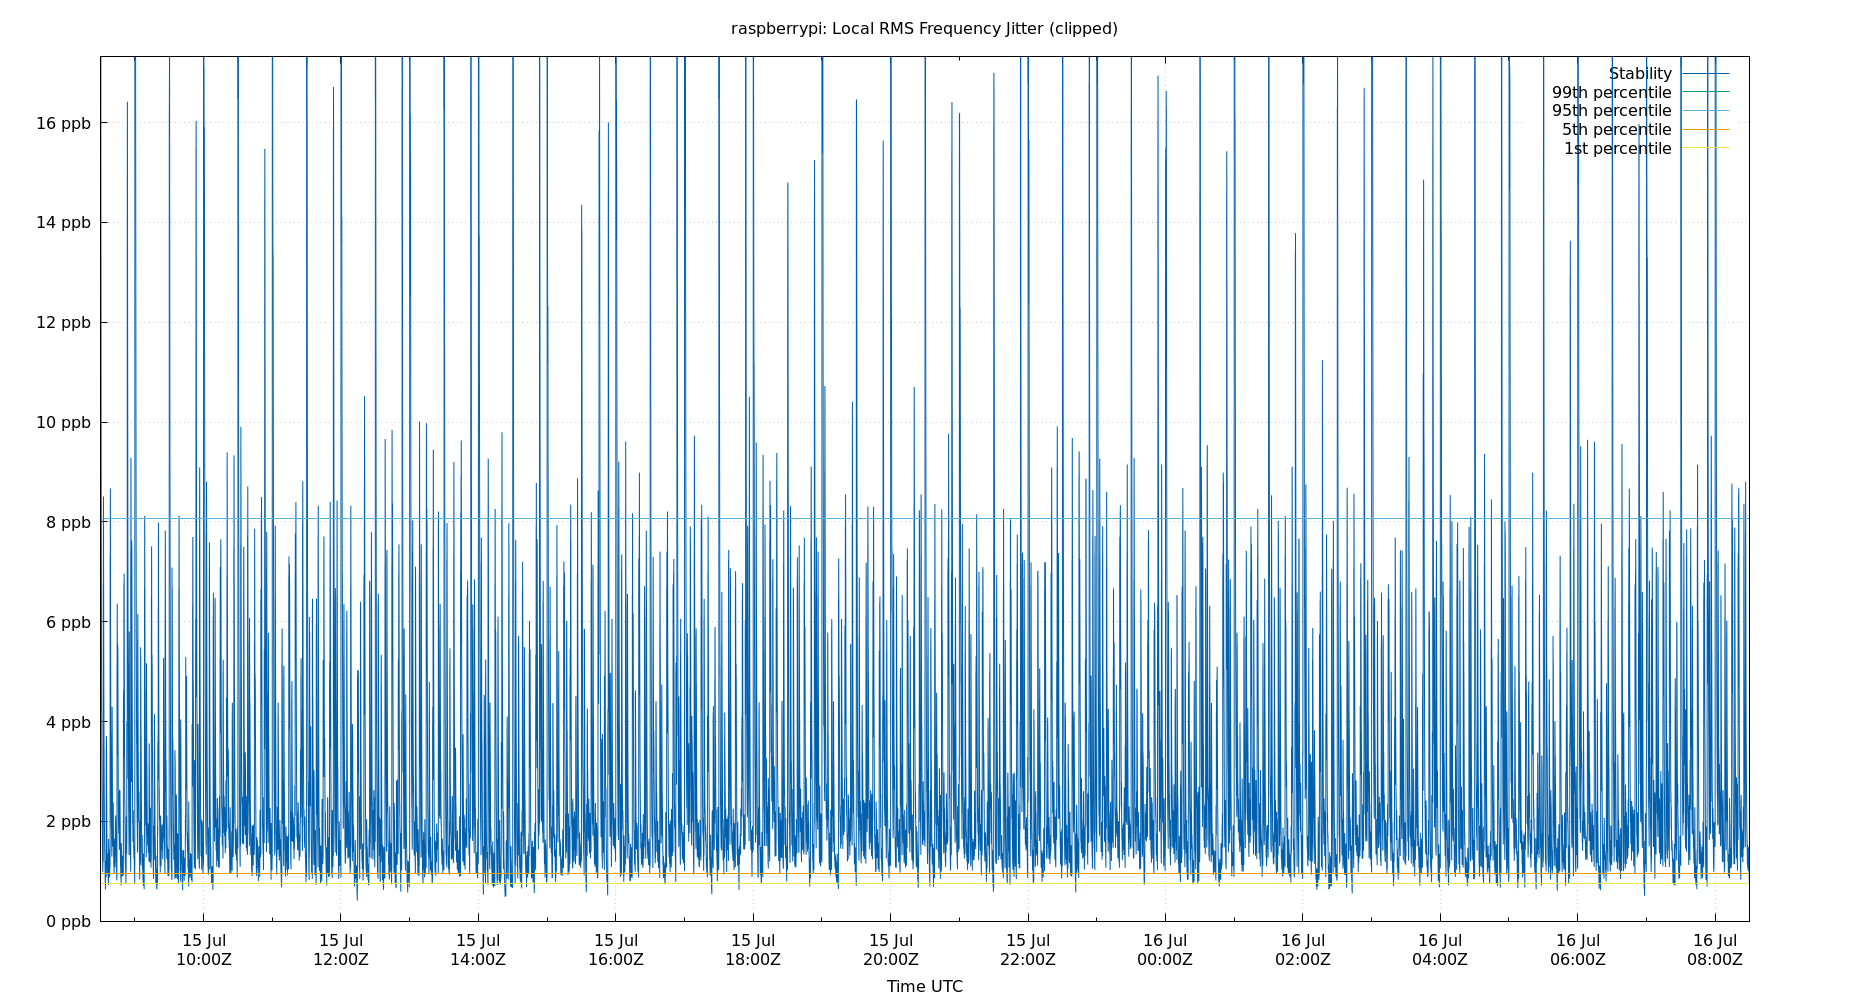 raspberrypi: Local RMS Frequency Jitter (clipped)
Stability
99th percentile
95th percentile
5th percentile
1st percentile
16 ppb
14 ppb
12 ppb
10 ppb
8 ppb
6 ppb
4 ppb
2 ppb
0 ppb
15 Jul 15 Jul 15 Jul 15 Jul 15 Jul 15 Jul 15 Jul 16 Jul 16 Jul 16 Jul 16 Jul 16 Jul
10:00Z 12:00Z 14:00Z 16:00Z 18:00Z 20:00Z 22:00Z 00:00Z 02:00Z 04:00Z 06:00Z 08:00Z
Time UTC